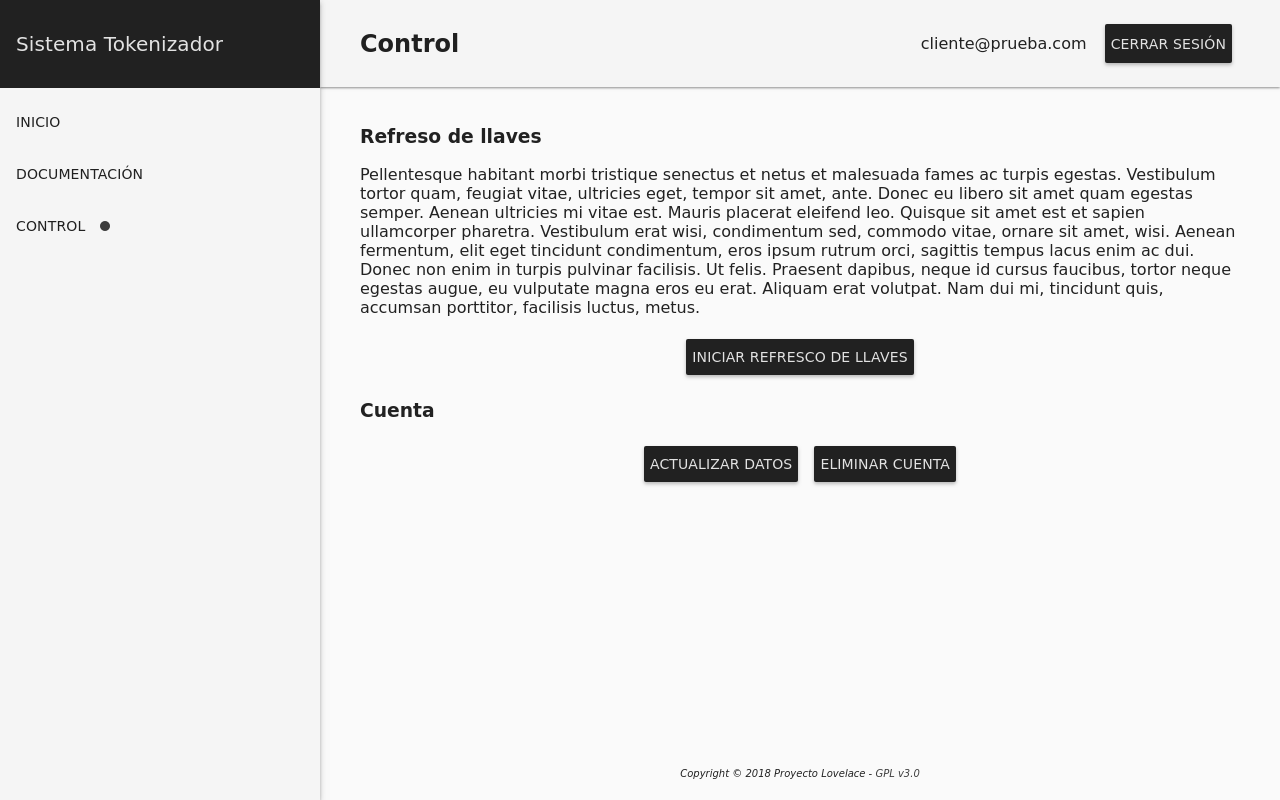 Sistema Tokenizador
Control
cliente@prueba.com
CERRAR SESIÓN
INICIO
DOCUMENTACIÓN
CONTROL
Refreso de llaves
Pellentesque habitant morbi tristique senectus et netus et malesuada fames ac turpis egestas. Vestibulum
tortor quam, feugiat vitae, ultricies eget, tempor sit amet, ante. Donec eu libero sit amet quam egestas
semper. Aenean ultricies mi vitae est. Mauris placerat eleifend leo. Quisque sit amet est et sapien
ullamcorper pharetra. Vestibulum erat wisi, condimentum sed, commodo vitae, ornare sit amet, wisi. Aenean
fermentum, elit eget tincidunt condimentum, eros ipsum rutrum orci, sagittis tempus lacus enim ac dui.
Donec non enim in turpis pulvinar facilisis. Ut felis. Praesent dapibus, neque id cursus faucibus, tortor neque
egestas augue, eu vulputate magna eros eu erat. Aliquam erat volutpat. Nam dui mi, tincidunt quis,
accumsan porttitor, facilisis luctus, metus.
INICIAR REFRESCO DE LLAVES
Cuenta
ACTUALIZAR DATOS
ELIMINAR CUENTA
Copyright © 2018 Proyecto Lovelace - GPL v3.0